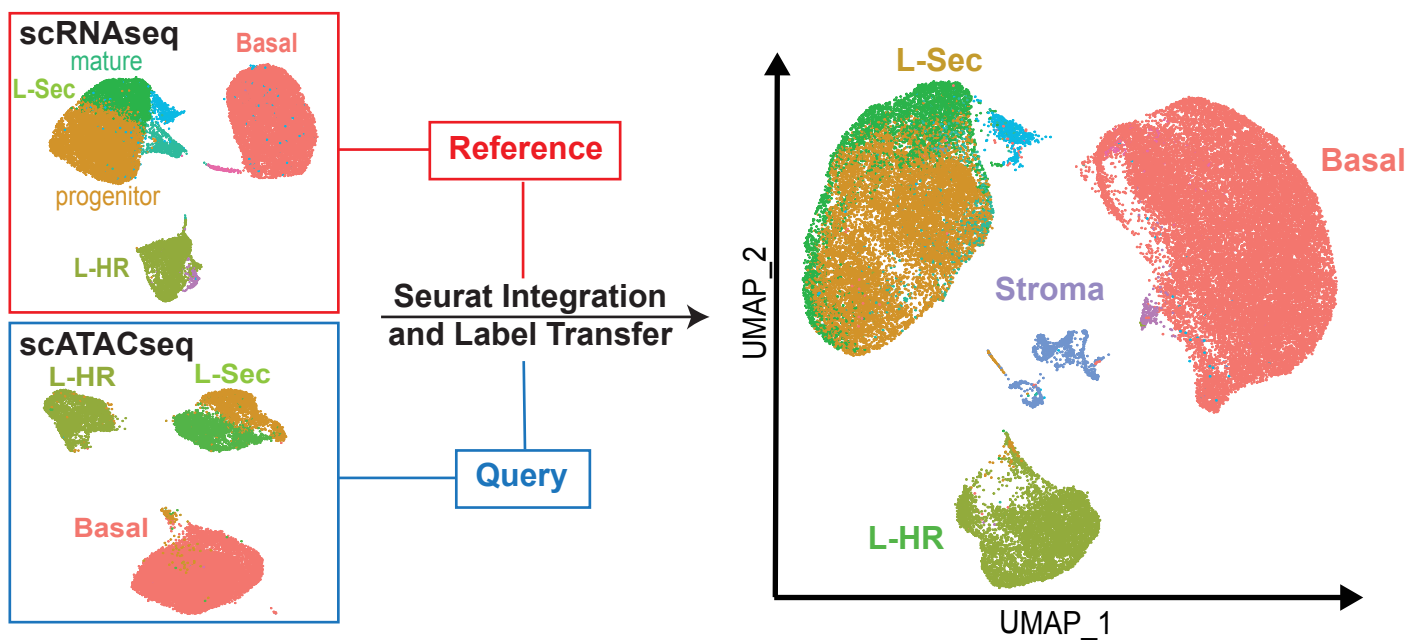 scRNAseq
Basal
mature
L-Sec
progenitor
L-HR
Reference
Seurat Integration
and Label Transfer
scATACseq
L-HR
L-Sec
Basal
Query
L-Sec
Basal
Stroma
L-HR
UMAP_2
UMAP_1